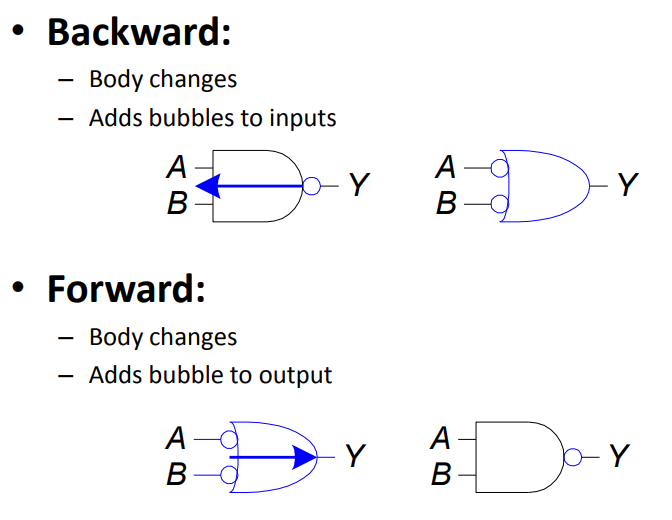 • Backward:
– Body changes
– Adds bubbles to inputs
A
B
Y
A
B
Y
• Forward:
– Body changes
– Adds bubble to output
A
B
Y
A
B
Y